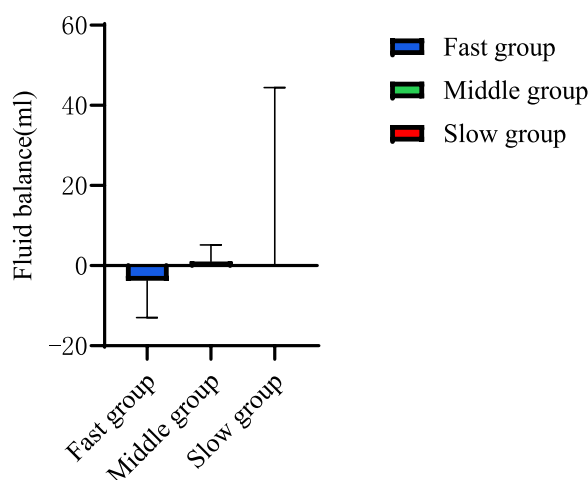 Fluid balance(ml)
60
40
20
0
−20
Fast group
Middle group
Slow group
Fast group
Middle group
Slow group